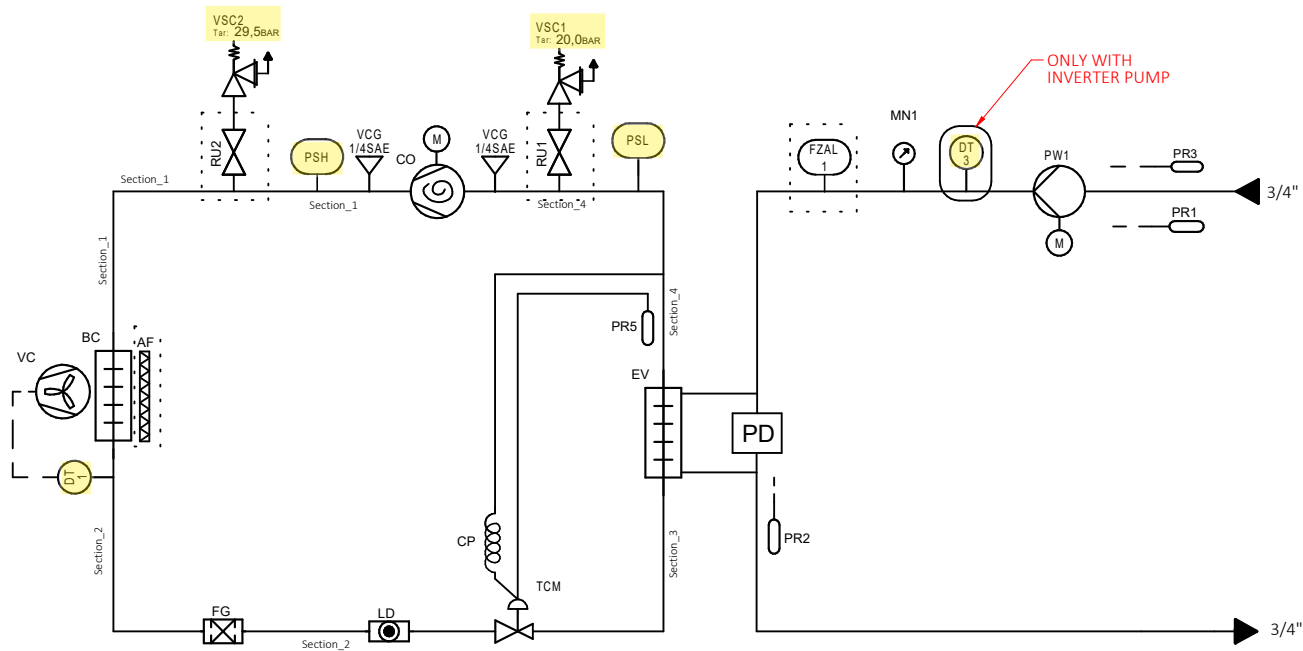 VSC2
Tar: 29,5BAR
VSC1
Tar: 20,0BAR
ONLY WITH
INVERTER PUMP
MN1
RU2
PSH
VCG
1/4SAE
M
CO
VCG
1/4SAE
RU1
PSL
FZAL
1
DT
3
PW1
PR3
3/4"
PR1
M
Section_1
Section_1
Section_4
Section_1
Section_4
PR5
VC
BC
AF
EV
PD
DT
1
Section_2
CP
Section_3
PR2
TCM
FG
LD
Section_2
3/4"